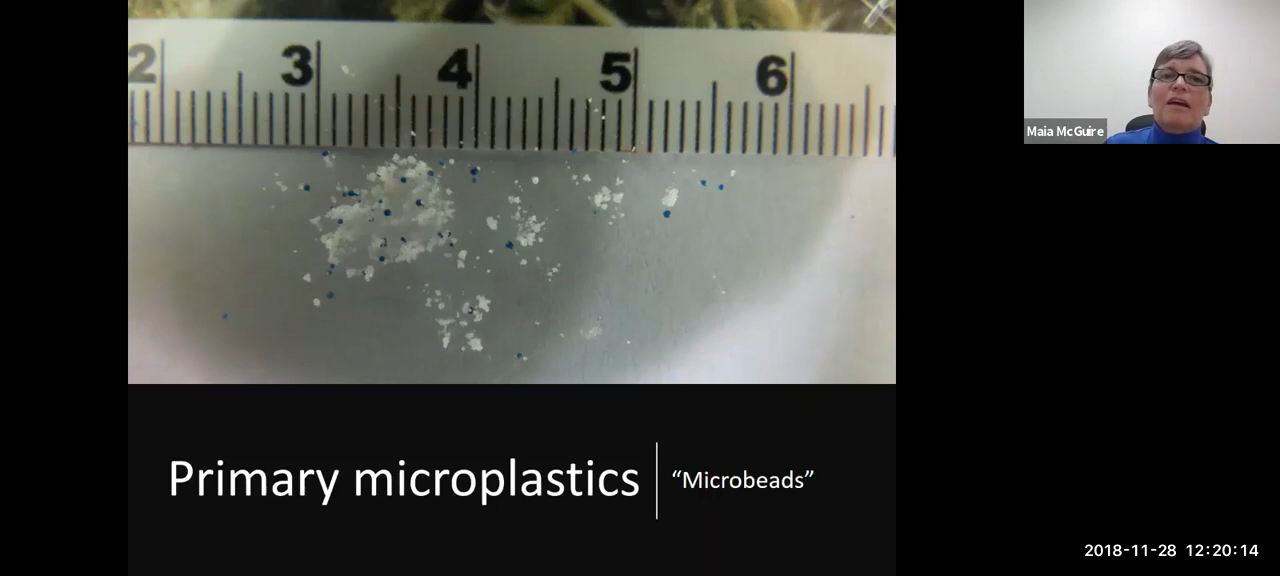 2 3 4 5 6
Maia McGuire
Primary microplastics
“Microbeads”
2018-11-28 12:20:14